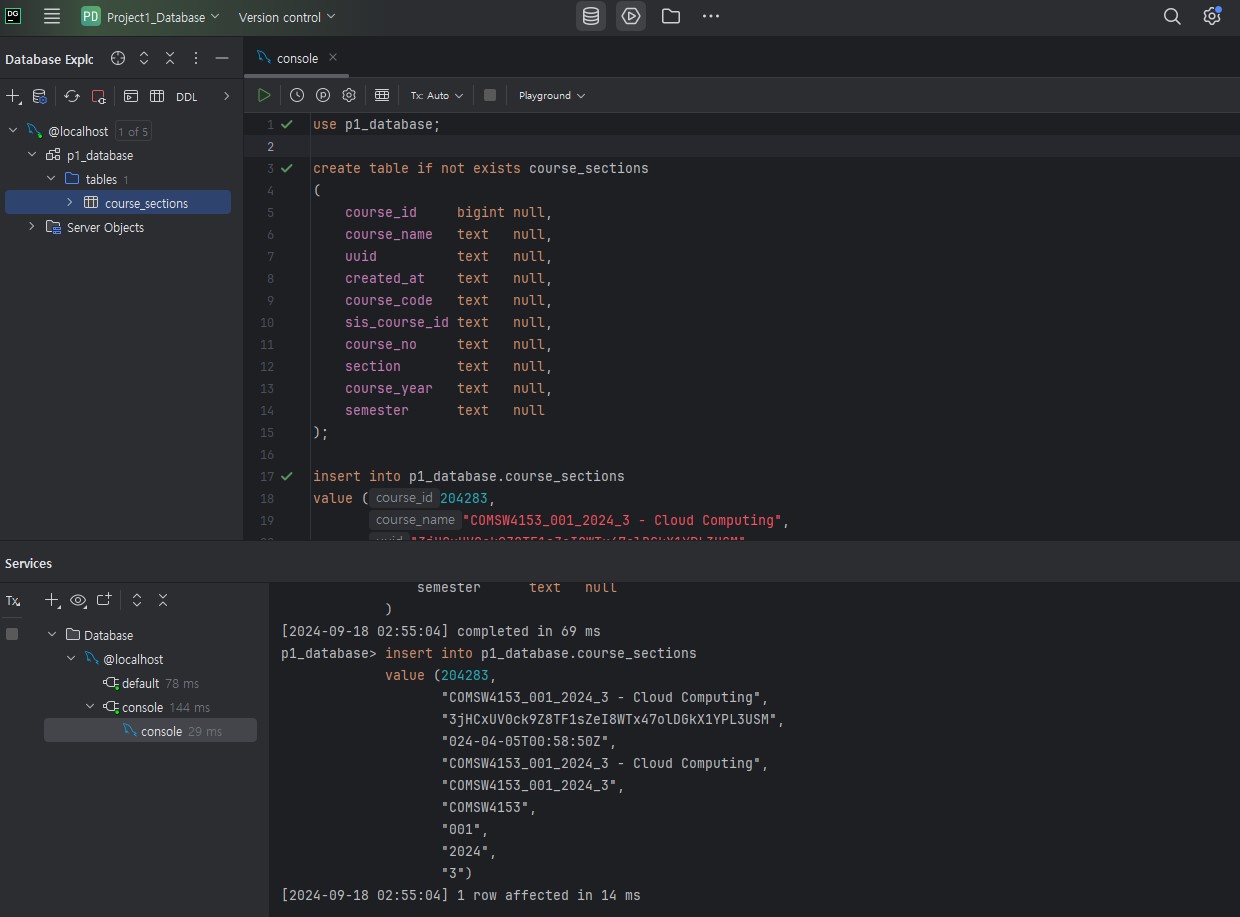 DG
PD Project1_Database Version control
Database Explc
console
DDL
Tx: Auto Playground
@localhost 1 of 5
p1_database
tables 1
course_sections
Server Objects
1 use p1_database;
2
3 create table if not exists course_sections
4 (
5 course_id bigint null,
6 course_name text null,
7 uuid text null,
8 created_at text null,
9 course_code text null,
10 sis_course_id text null,
11 course_no text null,
12 section text null,
13 course_year text null,
14 semester text null
15 );
16
17 insert into p1_database.course_sections
18 value ( course_id 204283,
19 course_name "COMSW4153_001_2024_3 - Cloud Computing",
Services
Tx
Database
@localhost
default 78 ms
console 144 ms
console 29 ms
semester text null
)
[2024-09-18 02:55:04] completed in 69 ms
p1_database> insert into p1_database.course_sections
value (204283,
"COMSW4153_001_2024_3 - Cloud Computing",
"3jHCxUV0ck9Z8TF1sZeI8WTx47olDGkX1YPL3USM",
"024-04-05T00:58:50Z",
"COMSW4153_001_2024_3 - Cloud Computing",
"COMSW4153_001_2024_3",
"COMSW4153",
"001",
"2024",
"3")
[2024-09-18 02:55:04] 1 row affected in 14 ms